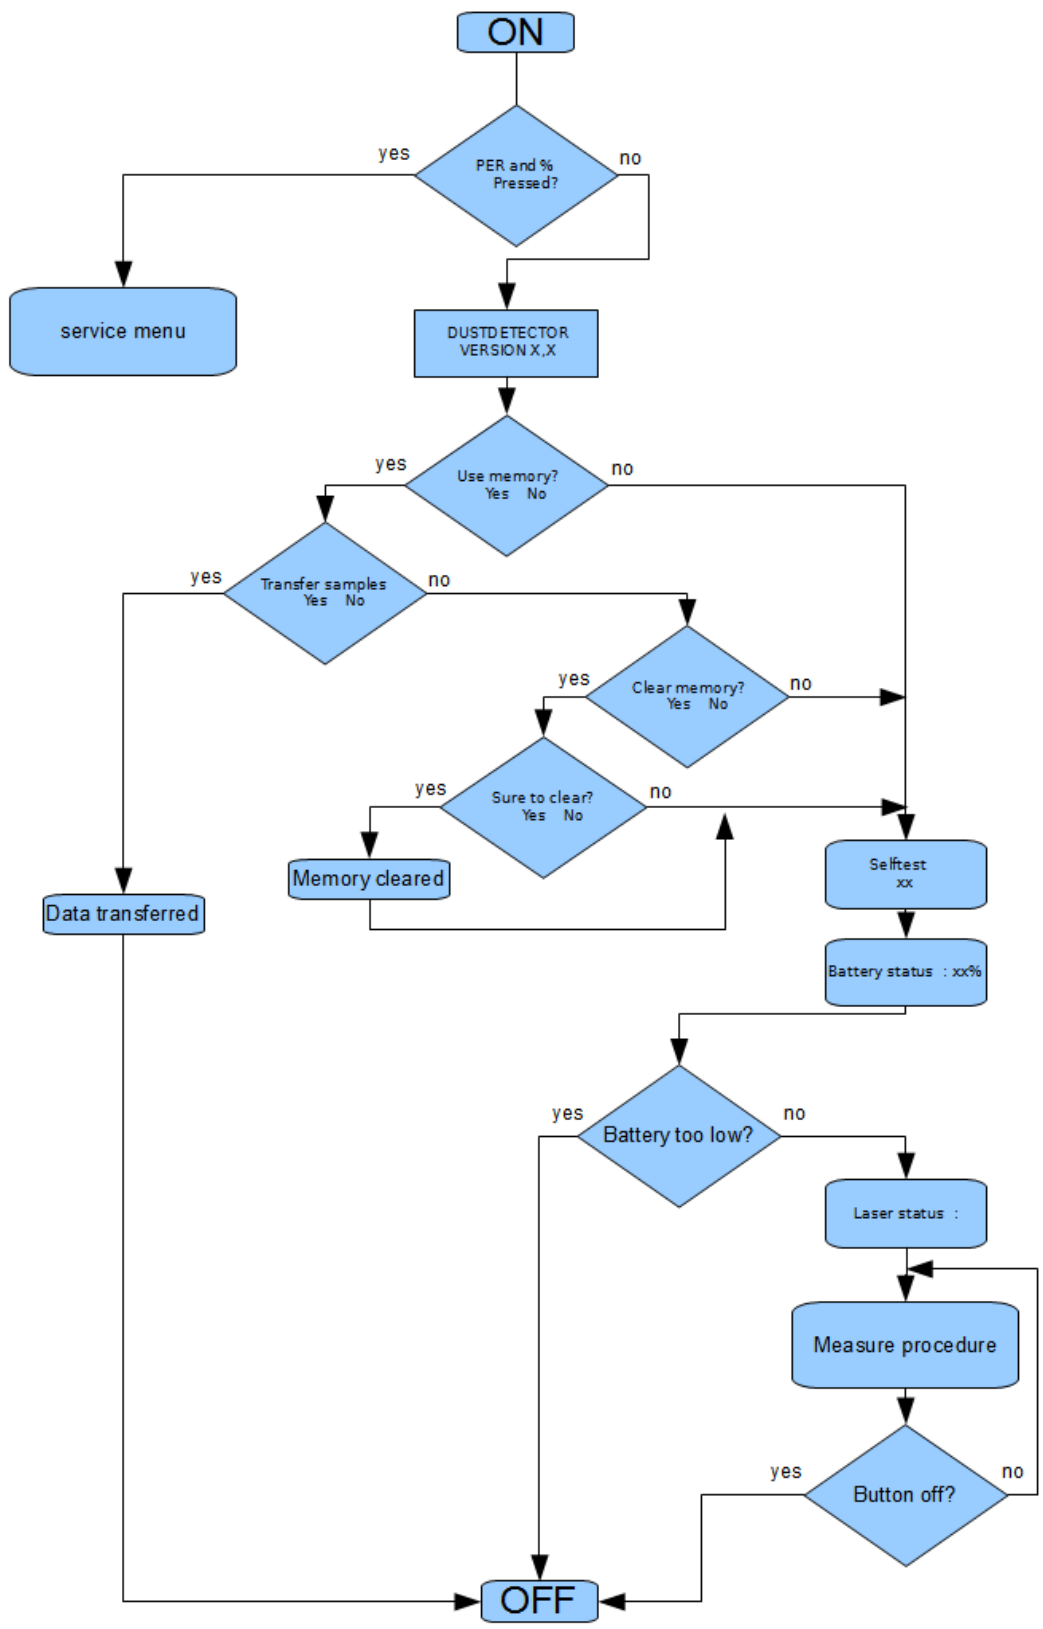 ON
PER and %
Pressed?
yes
no
service menu
DUSTDETECTOR
VERSION X,X
Use memory?
Yes No
yes
no
Transfer samples
Yes No
yes
no
Clear memory?
Yes No
yes
no
Sure to clear?
Yes No
yes
no
Memory cleared
Data transferred
Selftest
xx
Battery status : xx%
Battery too low?
yes
no
Laser status :
Measure procedure
Button off?
yes
no
OFF